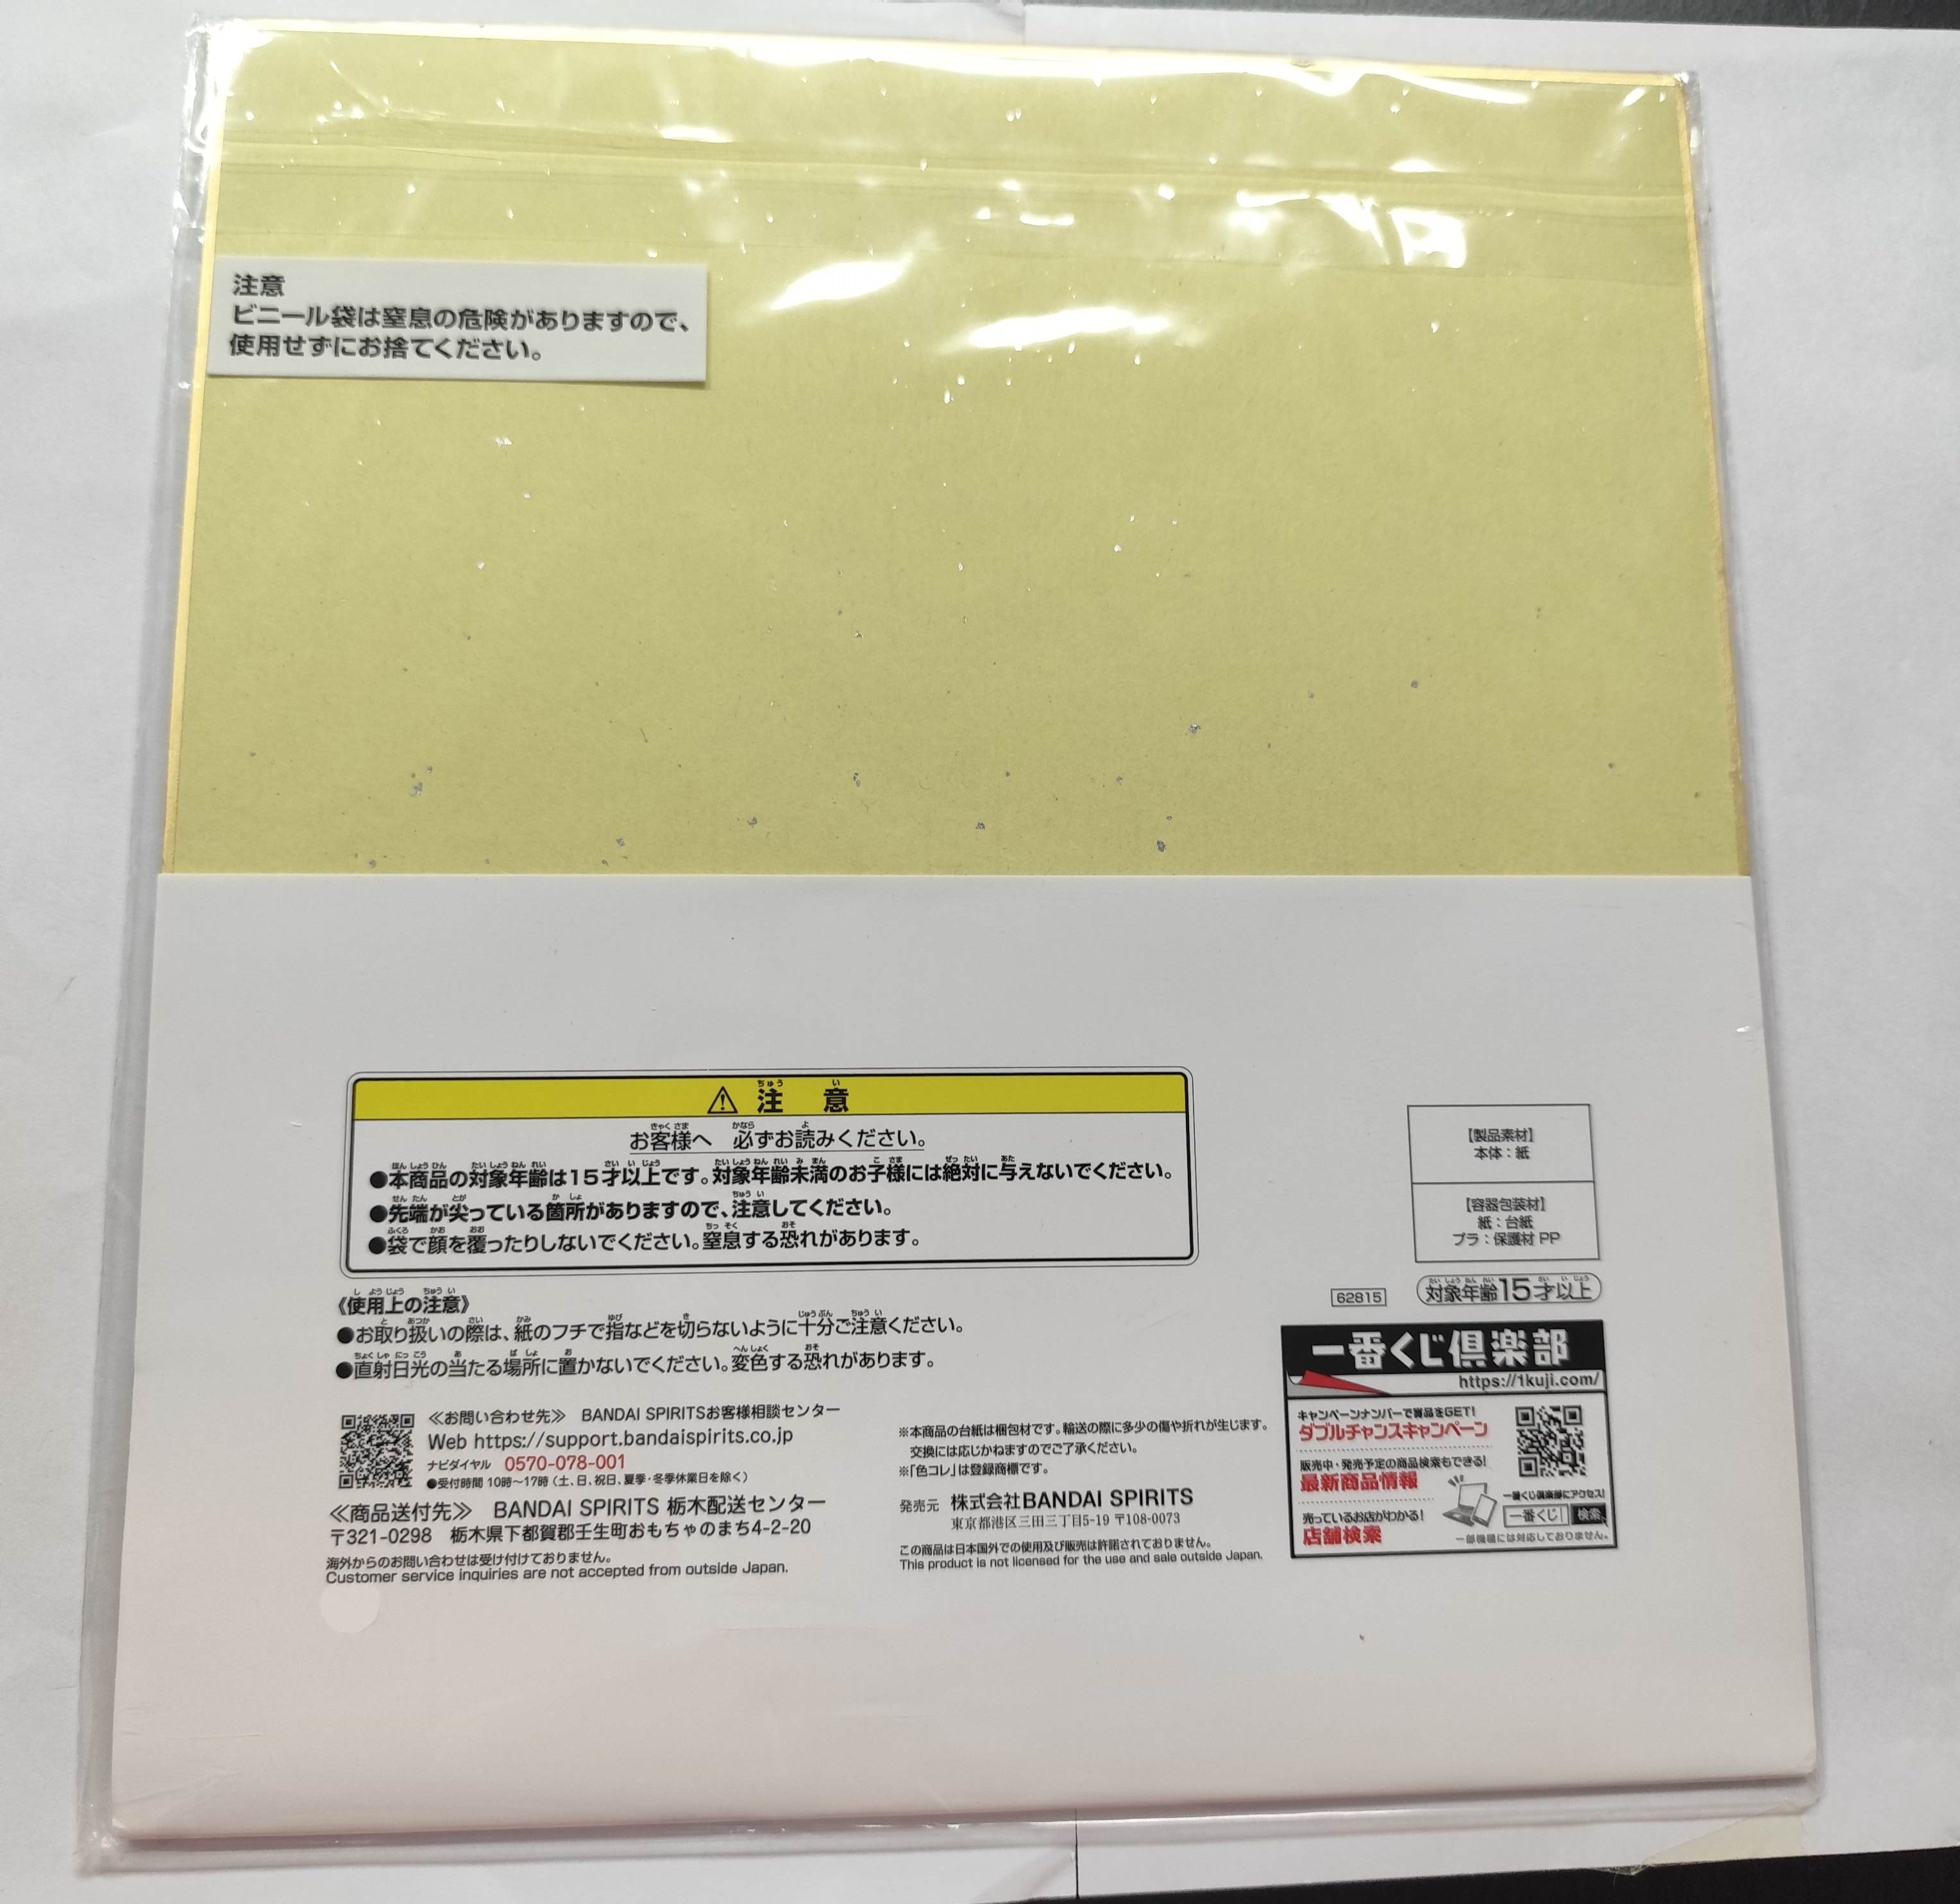 注意
ビニール袋は窒息の危険がありますので、
使用せずにお捨てください。
⚠ 注 意
お客様へ 必ずお読みください。
●本商品の対象年齢は15才以上です。対象年齢未満のお子様には絶対に与えないでください。
●先端が尖っている箇所がありますので、注意してください。
●袋で顔を覆ったりしないでください。窒息する恐れがあります。
《使用上の注意》
●お取り扱いの際は、紙のフチで指などを切らないように十分ご注意ください。
●直射日光の当たる場所に置かないでください。変色する恐れがあります。
≪お問い合わせ先≫ BANDAI SPIRITSお客様相談センター
Web https://support.bandaispirits.co.jp
ナビダイヤル 0570-078-001
●受付時間 10時～17時（土、日、祝日、夏季・冬季休業日を除く）
≪商品送付先≫ BANDAI SPIRITS 栃木配送センター
〒321-0298 栃木県下都賀郡壬生町おもちゃのまち4-2-20
海外からのお問い合わせは受け付けておりません。
Customer service inquiries are not accepted from outside Japan.
※本商品の台紙は梱包材です。輸送の際に多少の傷や折れが生じます。
交換には応じかねますのでご了承ください。
※「色コレ」は登録商標です。
発売元 株式会社BANDAI SPIRITS
東京都港区三田三丁目5-19 〒108-0073
この商品は日本国外での使用及び販売は許諾されておりません。
This product is not licensed for the use and sale outside Japan.
【製品素材】
本体：紙
【容器包装材】
紙：台紙
プラ：保護材 PP
62815
対象年齢15才以上
一番くじ倶楽部
https://1kuji.com/
キャンペーンナンバーで賞品をGET!
ダブルチャンスキャンペーン
販売中・発売予定の商品検索もできる!
最新商品情報
売っているお店がわかる!
店舗検索
一番くじ倶楽部にアクセス!
一番くじ 検索
一部機種には対応しておりません。